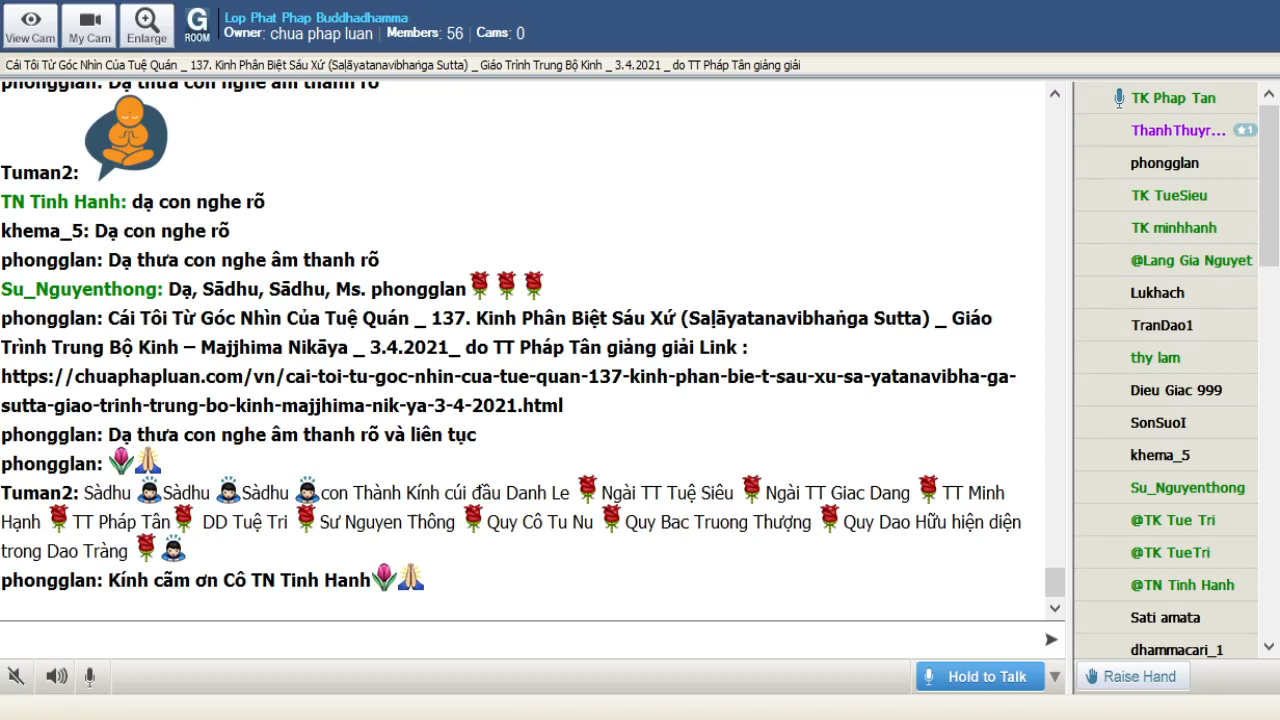 View Cam
My Cam
Enlarge
G
ROOM
Lop Phat Phap Buddhadhamma
Owner: chua phap luan Members: 56 Cams: 0
Cái Tôi Từ Góc Nhìn Của Tuệ Quán _ 137. Kinh Phân Biệt Sáu Xứ (Saḷāyatanavibhaṅga Sutta) _ Giáo Trình Trung Bộ Kinh _ 3.4.2021 _ do TT Pháp Tân giảng giải
phongglan: Dạ thưa con nghe âm thanh rõ
Tuman2:
TN Tinh Hanh: dạ con nghe rõ
khema_5: Dạ con nghe rõ
phongglan: Dạ thưa con nghe âm thanh rõ
Su_Nguyenthong: Dạ, Sādhu, Sādhu, Ms. phongglan
phongglan: Cái Tôi Từ Góc Nhìn Của Tuệ Quán _ 137. Kinh Phân Biệt Sáu Xứ (Saḷāyatanavibhaṅga Sutta) _ Giáo
Trình Trung Bộ Kinh – Majjhima Nikāya _ 3.4.2021_ do TT Pháp Tân giảng giải Link :
https://chuaphapluan.com/vn/cai-toi-tu-goc-nhin-cua-tue-quan-137-kinh-phan-bie-t-sau-xu-sa-yatanavibha-ga-
sutta-giao-trinh-trung-bo-kinh-majjhima-nik-ya-3-4-2021.html
phongglan: Dạ thưa con nghe âm thanh rõ và liên tục
phongglan:
Tuman2: Sàdhu Sàdhu Sàdhu con Thành Kính cúi đầu Danh Le Ngài TT Tuệ Siêu Ngài TT Giac Dang TT Minh
Hạnh TT Pháp Tân DD Tuệ Tri Sư Nguyen Thông Quy Cô Tu Nu Quy Bac Truong Thượng Quy Dao Hữu hiện diện
trong Dao Tràng
phongglan: Kính cãm ơn Cô TN Tinh Hanh
TK Phap Tan
ThanhThuyr... 1
phongglan
TK TueSieu
TK minhhanh
@Lang Gia Nguyet
Lukhach
TranDao1
thy lam
Dieu Giac 999
SonSuoI
khema_5
Su_Nguyenthong
@TK Tue Tri
@TK TueTri
@TN Tinh Hanh
Sati amata
dhammacari_1
Hold to Talk
Raise Hand